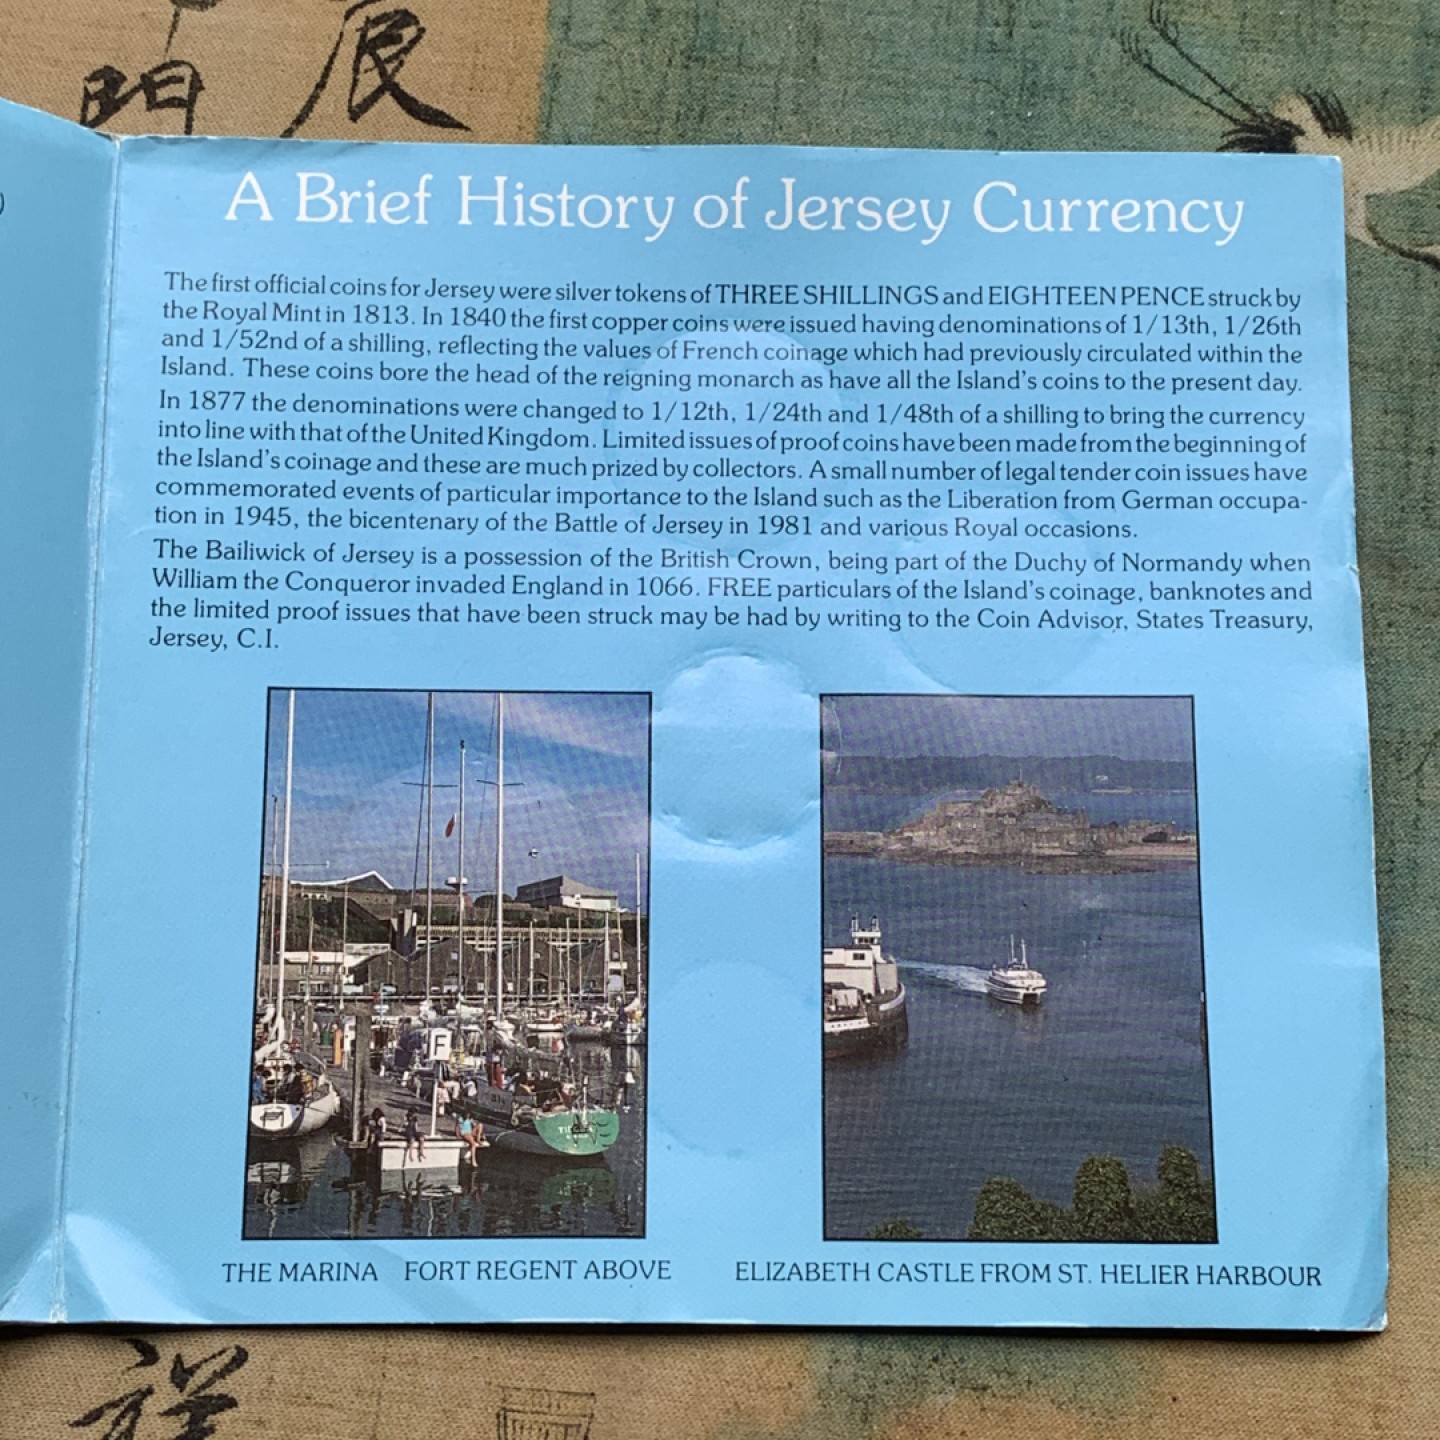 門 展
)
A Brief History of Jersey Currency
The first official coins for Jersey were silver tokens of THREE SHILLINGS and EIGHTEEN PENCE struck by
the Royal Mint in 1813. In 1840 the first copper coins were issued having denominations of 1/13th, 1/26th
and 1/52nd of a shilling, reflecting the values of French coinage which had previously circulated within the
Island. These coins bore the head of the reigning monarch as have all the Island's coins to the present day.
In 1877 the denominations were changed to 1/12th, 1/24th and 1/48th of a shilling to bring the currency
into line with that of the United Kingdom. Limited issues of proof coins have been made from the beginning of
the Island's coinage and these are much prized by collectors. A small number of legal tender coin issues have
commemorated events of particular importance to the Island such as the Liberation from German occupa-
tion in 1945, the bicentenary of the Battle of Jersey in 1981 and various Royal occasions.
The Bailiwick of Jersey is a possession of the British Crown, being part of the Duchy of Normandy when
William the Conqueror invaded England in 1066. FREE particulars of the Island's coinage, banknotes and
the limited proof issues that have been struck may be had by writing to the Coin Advisor, States Treasury,
Jersey, C.I.
F
THE MARINA FORT REGENT ABOVE
ELIZABETH CASTLE FROM ST. HELIER HARBOUR
祥